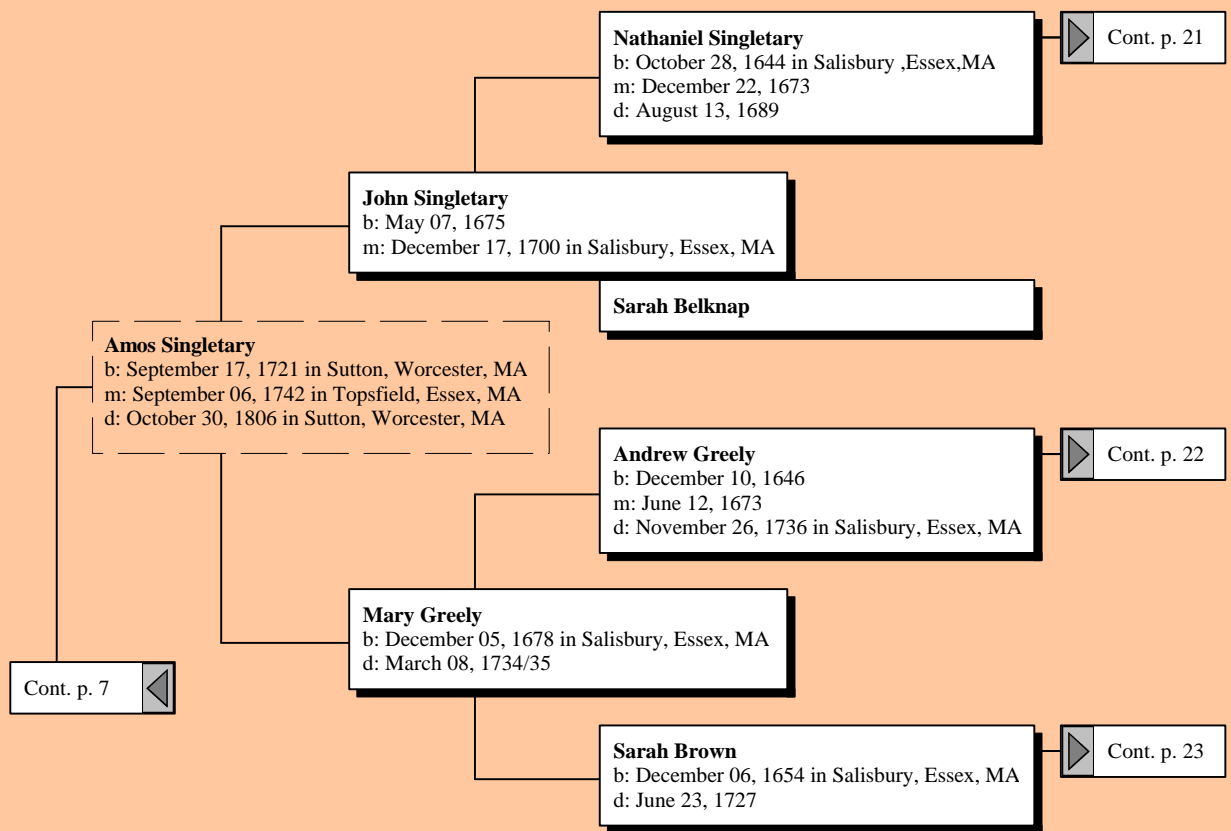 Nathaniel Singletary
b: October 28, 1644 in Salisbury ,Essex,MA
m: December 22, 1673
d: August 13, 1689
Cont. p. 21
John Singletary
b: May 07, 1675
m: December 17, 1700 in Salisbury, Essex, MA
Sarah Belknap
Amos Singletary
b: September 17, 1721 in Sutton, Worcester, MA
m: September 06, 1742 in Topsfield, Essex, MA
d: October 30, 1806 in Sutton, Worcester, MA
Andrew Greely
b: December 10, 1646
m: June 12, 1673
d: November 26, 1736 in Salisbury, Essex, MA
Cont. p. 22
Mary Greely
b: December 05, 1678 in Salisbury, Essex, MA
d: March 08, 1734/35
Cont. p. 7
Sarah Brown
b: December 06, 1654 in Salisbury, Essex, MA
d: June 23, 1727
Cont. p. 23